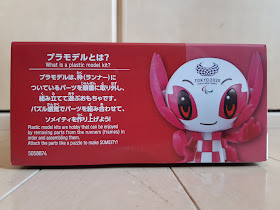 プラモデルとは?
What is a plastic model kit?
プラモデルは、枠(ランナー)に
ついているパーツを順番に取り外し、
組み立てて遊ぶおもちゃです。
パズル感覚でパーツを組み合わせて、
ソメイティを作り上げよう!
Plastic model kits are hobby that can be enjoyed
by removing parts from the runners (frames) in
order and assembling them.
Attach the parts like a puzzle to make SOMEITY!
5058874
TOKYO 2020